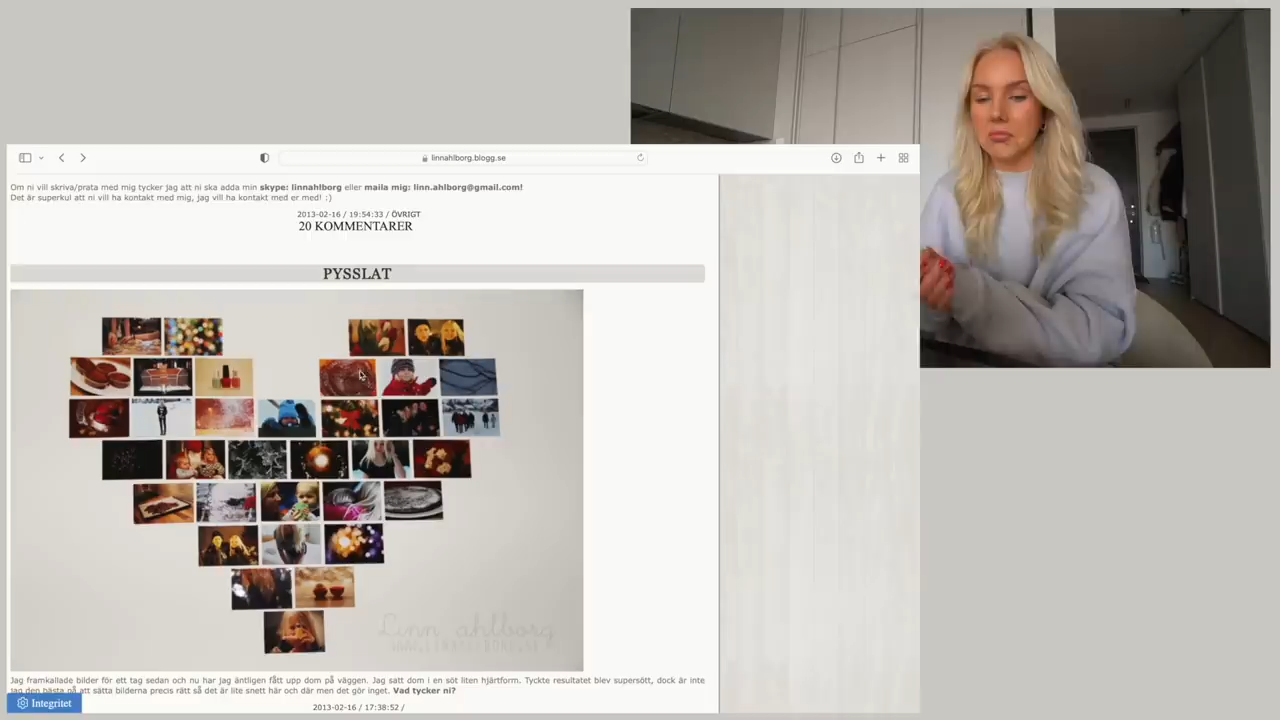 linnahlborg.blogg.se
Om ni vill skriva/prata med mig tycker jag att ni ska adda min skype: linnahlborg eller maila mig: linn.ahlborg@gmail.com!
Det är superkul att ni vill ha kontakt med mig, jag vill ha kontakt med er med! :)
2013-02-16 / 19:54:33 / ÖVRIGT
20 KOMMENTARER
PYSSLAT
Linn ahlborg
Jag framkallade bilder för ett tag sedan och nu har jag äntligen fått upp dom på väggen. Jag satt dom i en söt liten hjärtform. Tyckte resultatet blev supersött, dock är inte
jag den bästa på att sätta bilderna precis rätt så det är lite snett här och där men det gör inget. Vad tycker ni?
Integritet
2013-02-16 / 17:38:52 /